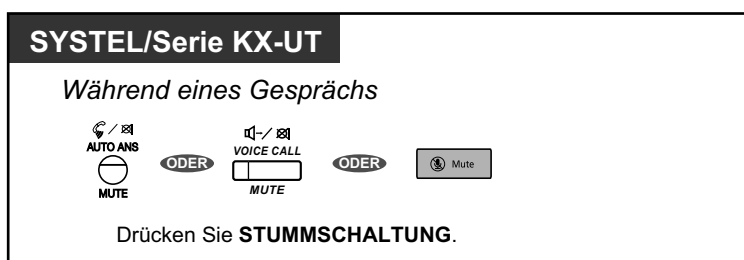 SYSTEL/Serie KX-UT
Während eines Gesprächs
AUTO ANS
MUTE
ODER
VOICE CALL
MUTE
ODER
Mute
Drücken Sie STUMMSCHALTUNG.